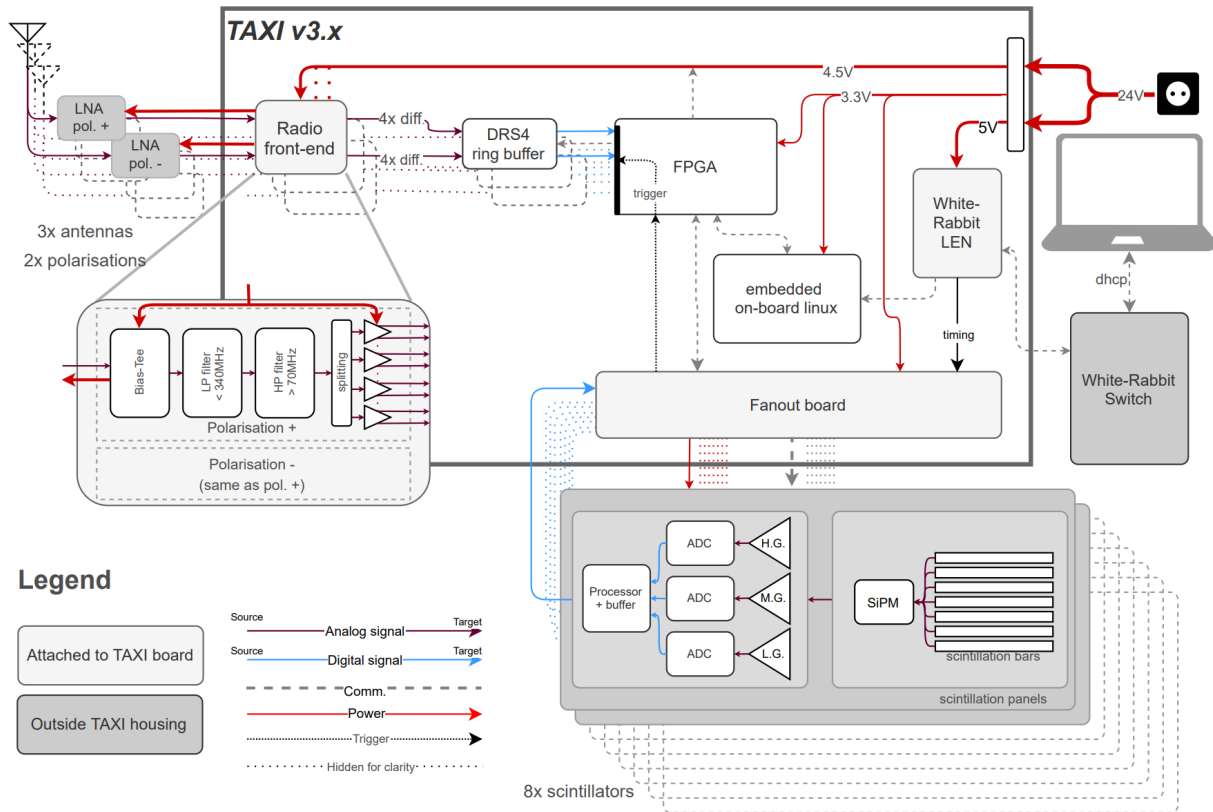 TAXI v3.x
LNA
pol. +
LNA
pol. -
3x antennas
2x polarisations
Radio
front-end
4x diff.
4x diff.
DRS4
ring buffer
FPGA
trigger
4.5V
3.3V
5V
24V
White-
Rabbit
LEN
embedded
on-board linux
timing
dhcp
White-Rabbit
Switch
Fanout board
Bias-Tee
LP filter
< 340MHz
HP filter
> 70MHz
splitting
Polarisation +
Polarisation -
(same as pol. +)
Processor
+ buffer
ADC
ADC
ADC
H.G.
M.G.
L.G.
SiPM
scintillation bars
scintillation panels
8x scintillators
Legend
Attached to TAXI board
Outside TAXI housing
Source
Analog signal
Target
Source
Digital signal
Target
Comm.
Power
Trigger
Hidden for clarity